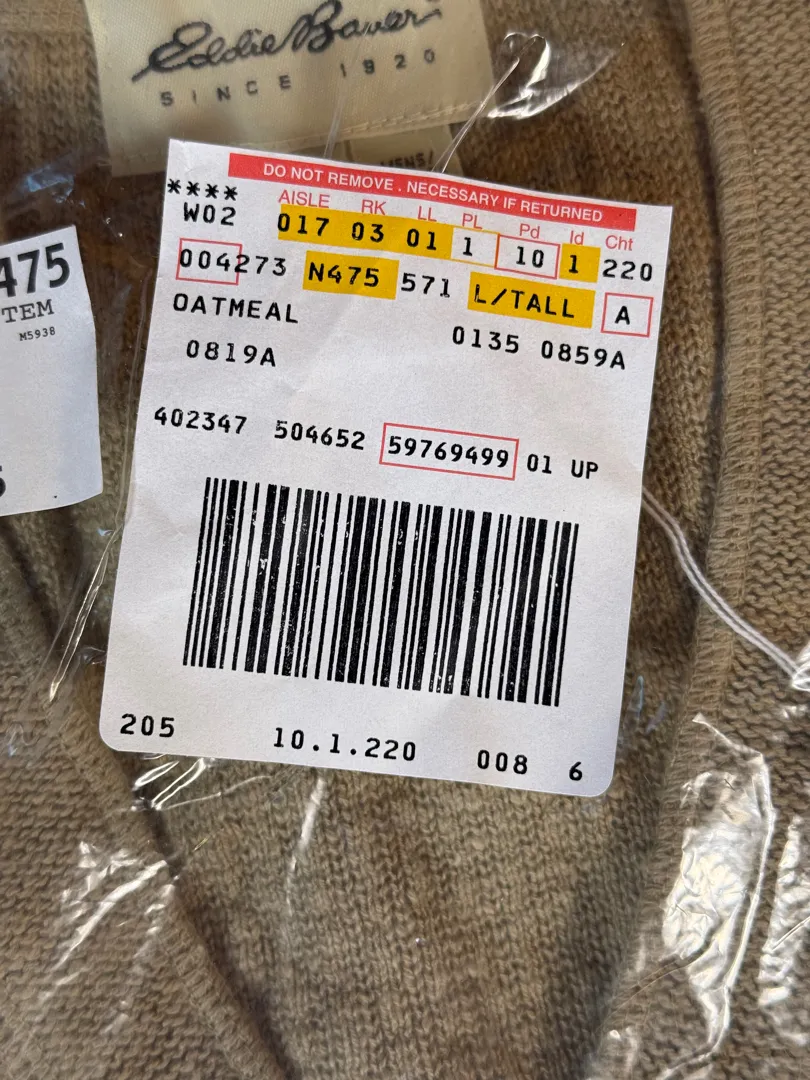 Eddie Bauer
SINCE 1920
DO NOT REMOVE . NECESSARY IF RETURNED
****
AISLE RK LL PL Pd Id Cht
W02 017 03 01 1 10 1 220
004273 N475 571 L/TALL A
OATMEAL 0135 0859A
0819A
402347 504652 59769499 01 UP
205 10.1.220 008 6
475
TEM
M5938